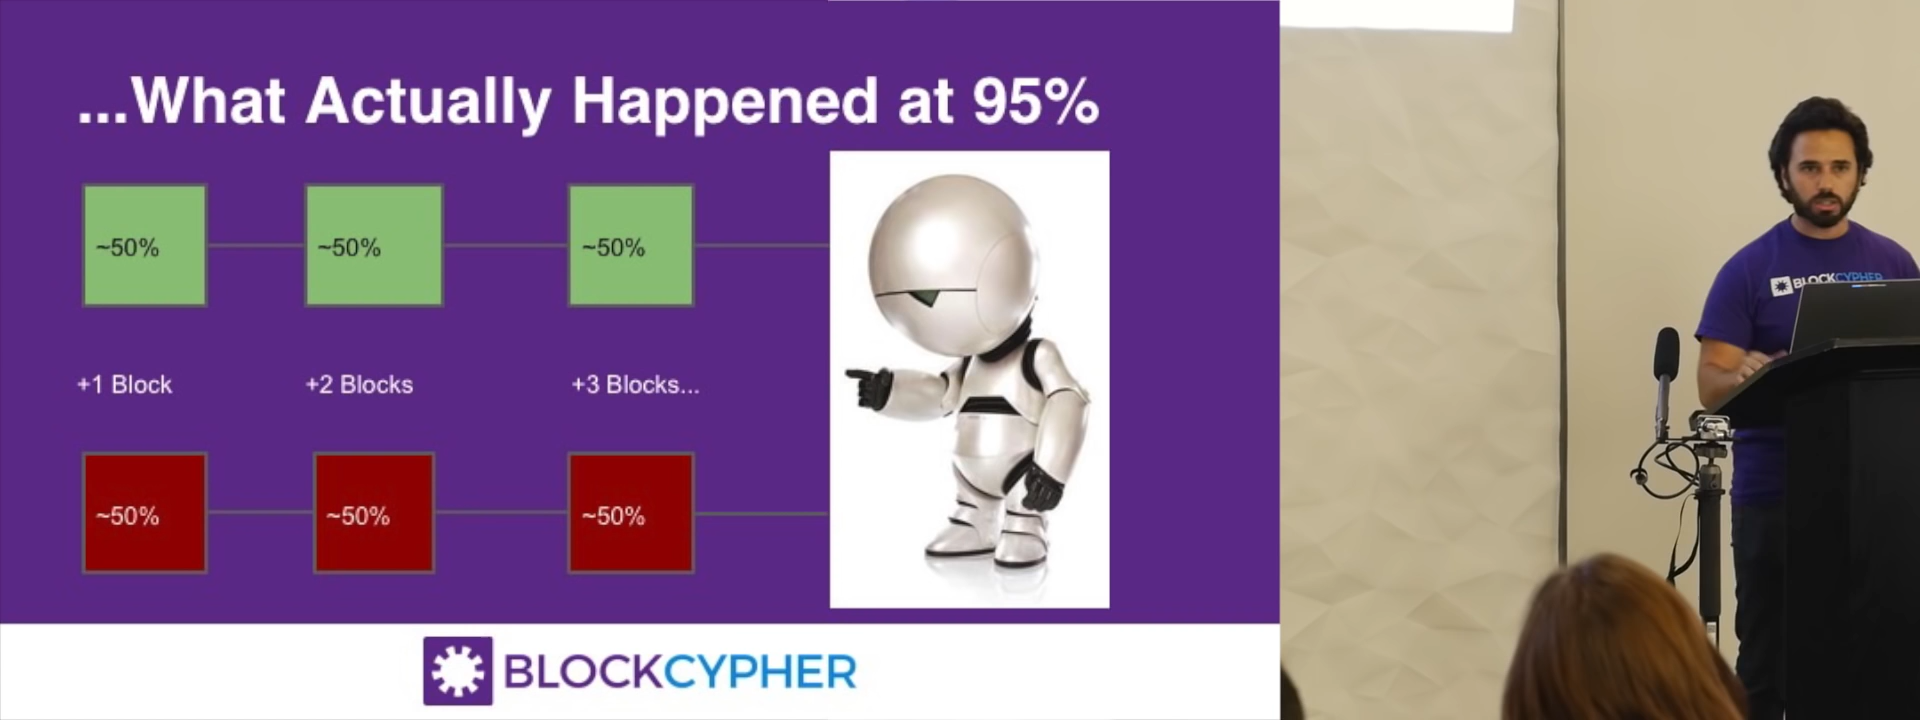 ...What Actually Happened at 95%
~50% ~50% ~50%
+1 Block +2 Blocks +3 Blocks...
~50% ~50% ~50%
BLOCKCYPHER
BLOCKCYPHER